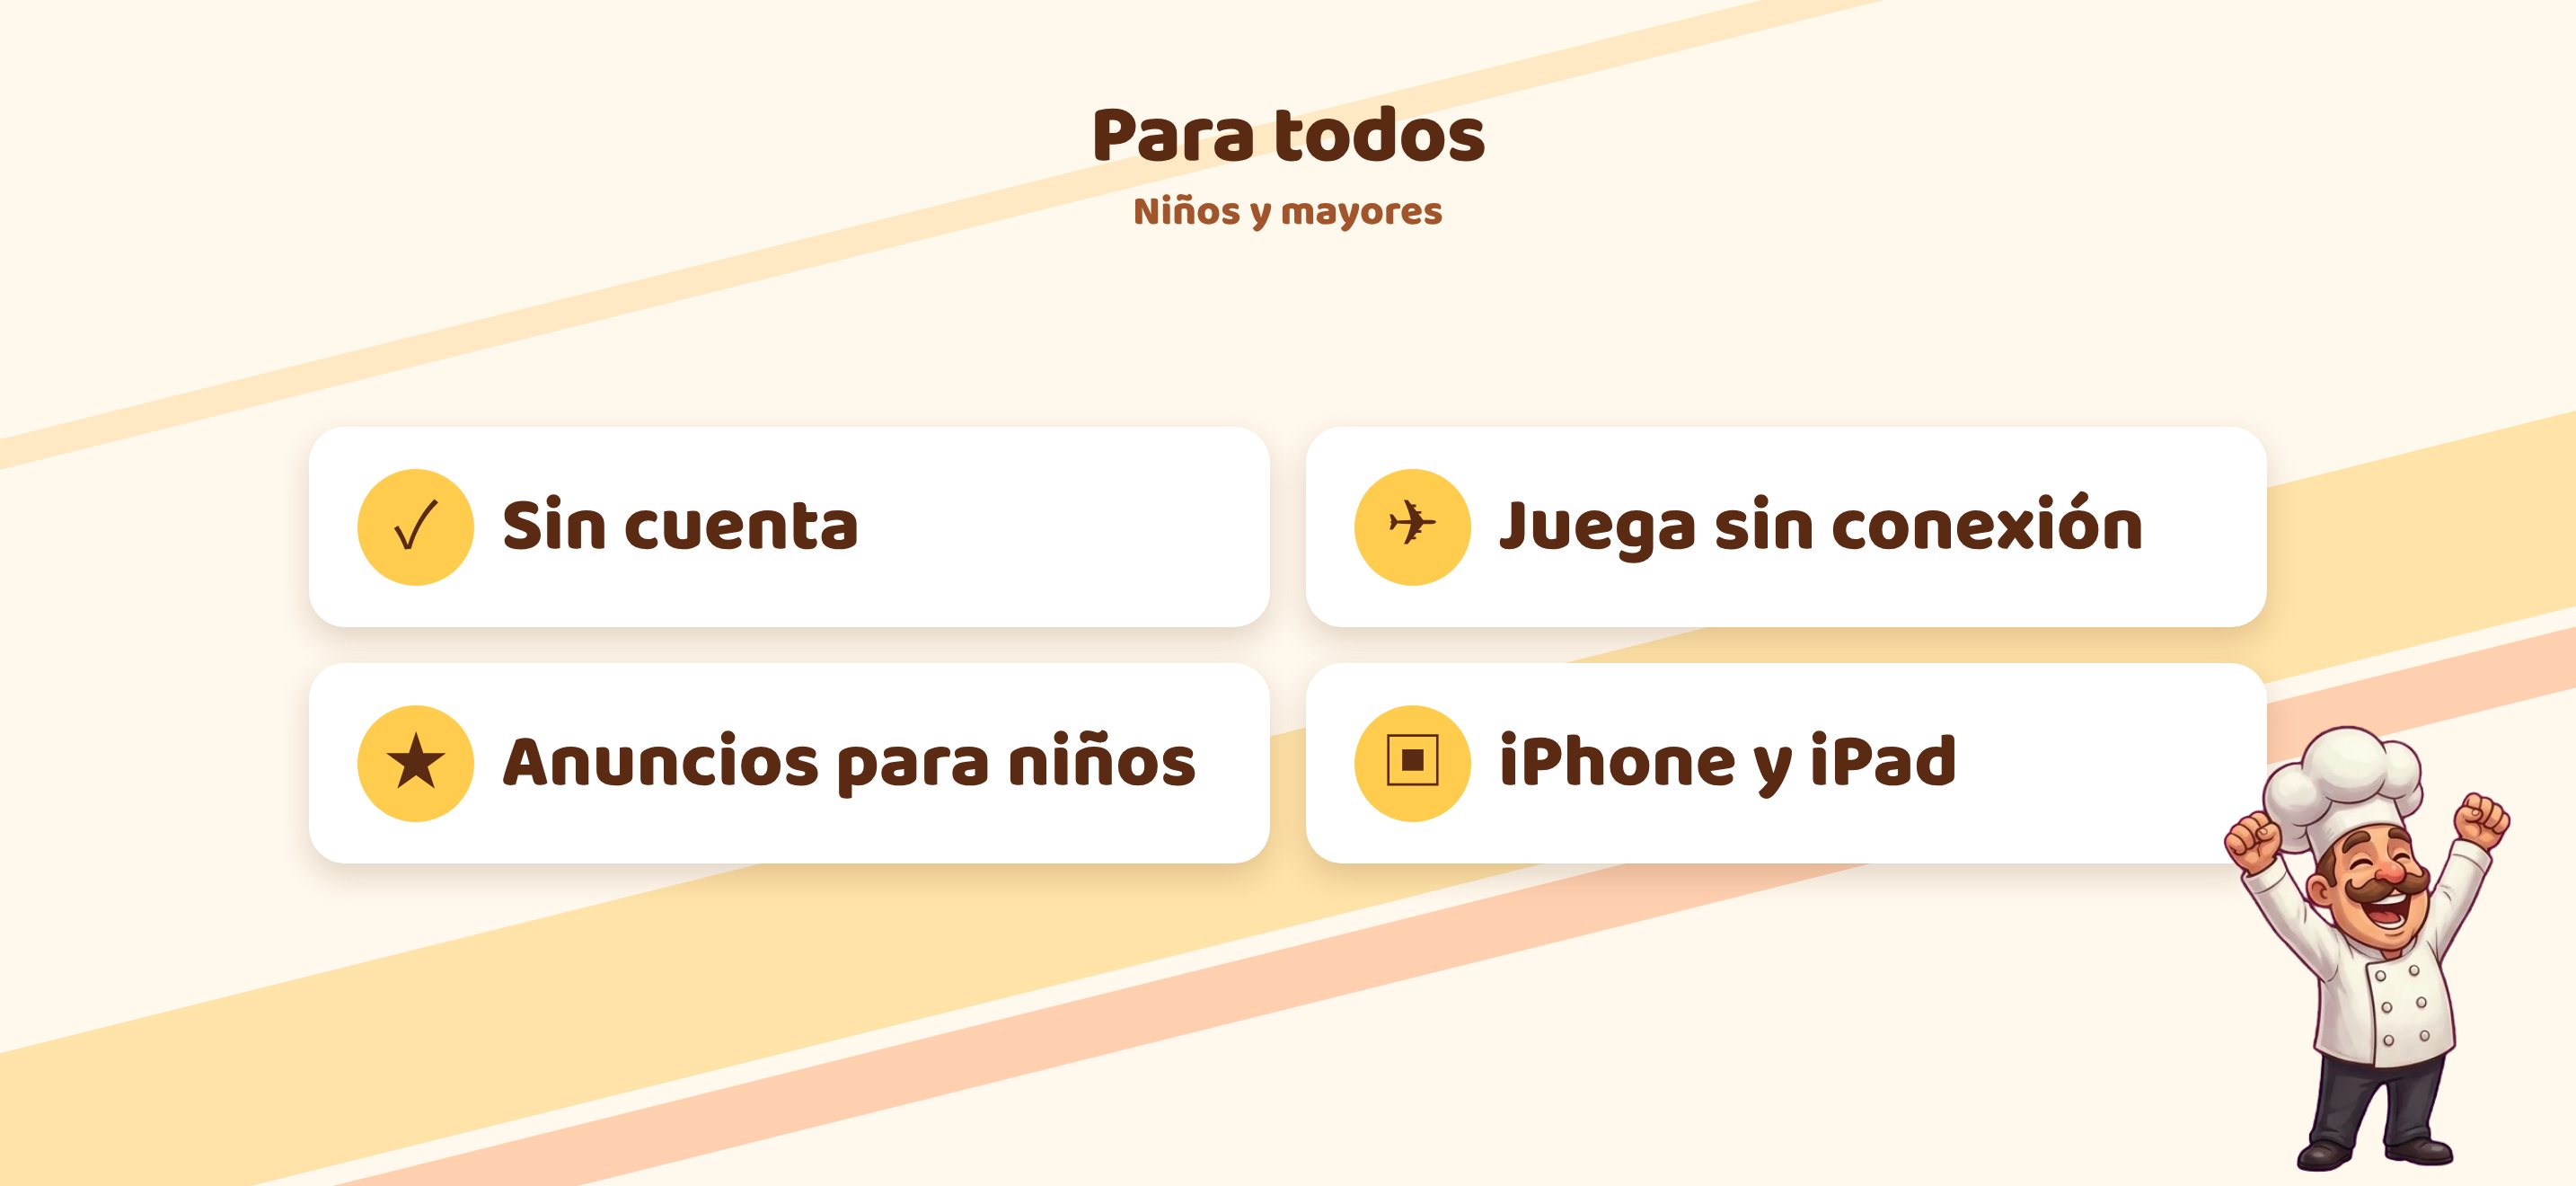 Para todos
Niños y mayores
✓ Sin cuenta
✈ Juega sin conexión
★ Anuncios para niños
▣ iPhone y iPad